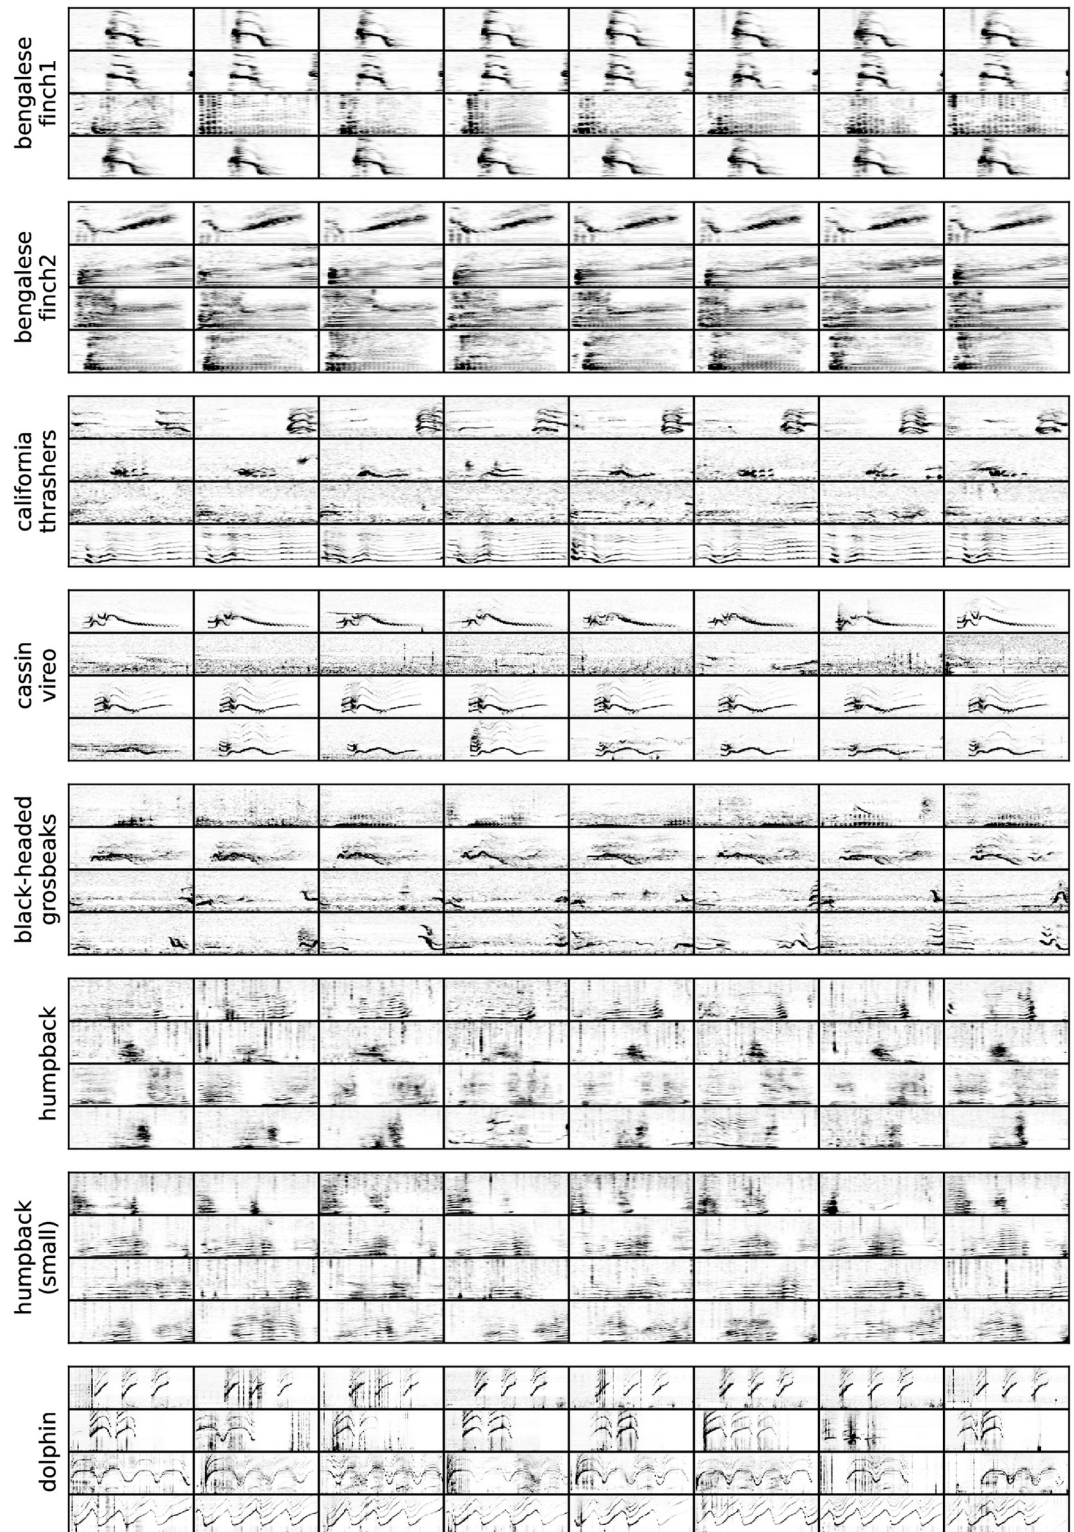 bengalese
finch1
bengalese
finch2
california
thrashers
cassin
vireo
black-headed
grosbeaks
humpback
humpback
(small)
dolphin